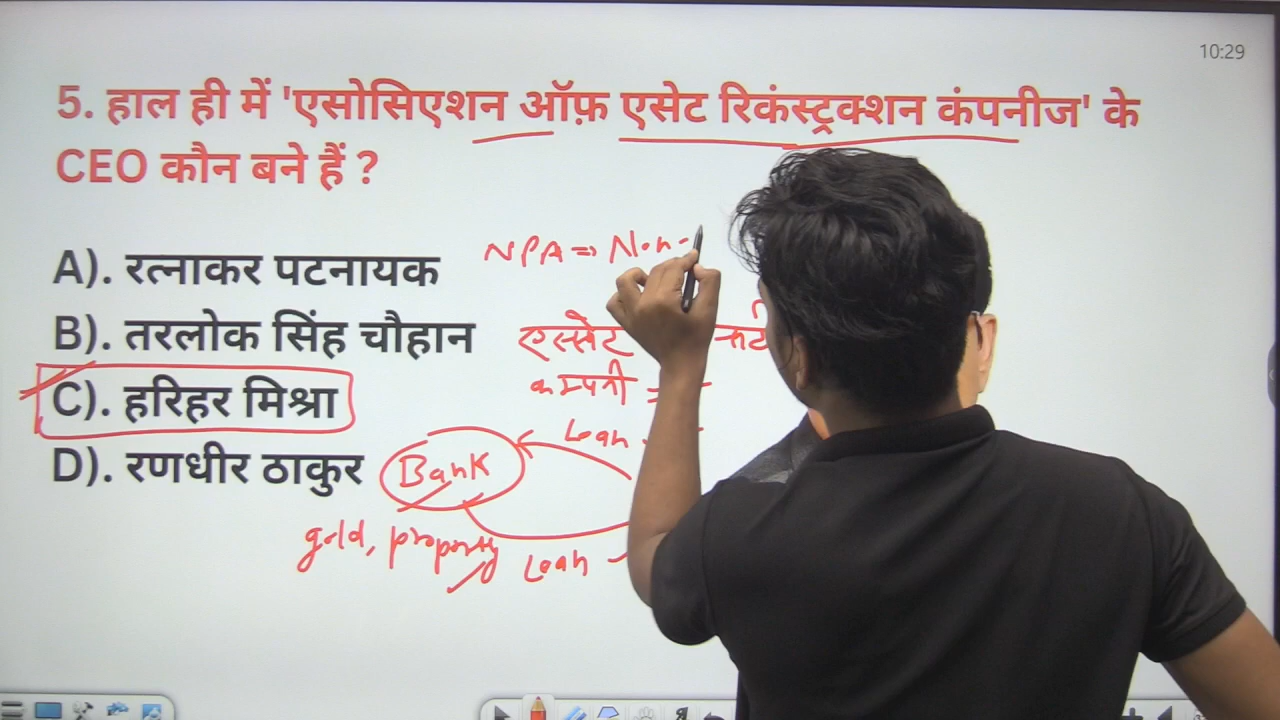 10:29
5. हाल ही में 'एसोसिएशन ऑफ़ एसेट रिकंस्ट्रक्शन कंपनीज' के
CEO कौन बने हैं ?
A). रत्नाकर पटनायक
B). तरलोक सिंह चौहान
C). हरिहर मिश्रा
D). रणधीर ठाकुर
NPA => Non-
एस्सेट
कम्पनी
Loan
Bank
gold, property
Loan